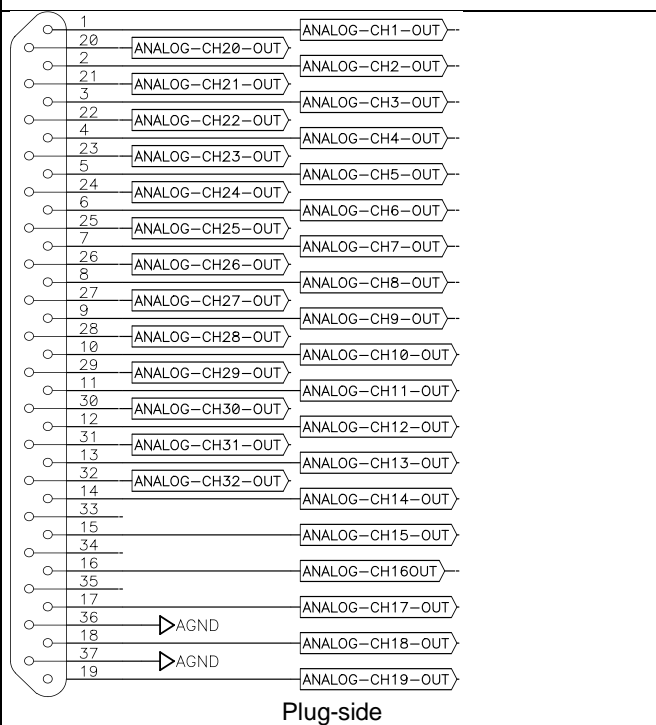 1 ANALOG-CH1-OUT
20 ANALOG-CH20-OUT
2 ANALOG-CH2-OUT
21 ANALOG-CH21-OUT
3 ANALOG-CH3-OUT
22 ANALOG-CH22-OUT
4 ANALOG-CH4-OUT
23 ANALOG-CH23-OUT
5 ANALOG-CH5-OUT
24 ANALOG-CH24-OUT
6 ANALOG-CH6-OUT
25 ANALOG-CH25-OUT
7 ANALOG-CH7-OUT
26 ANALOG-CH26-OUT
8 ANALOG-CH8-OUT
27 ANALOG-CH27-OUT
9 ANALOG-CH9-OUT
28 ANALOG-CH28-OUT
10 ANALOG-CH10-OUT
29 ANALOG-CH29-OUT
11 ANALOG-CH11-OUT
30 ANALOG-CH30-OUT
12 ANALOG-CH12-OUT
31 ANALOG-CH31-OUT
13 ANALOG-CH13-OUT
32 ANALOG-CH32-OUT
14 ANALOG-CH14-OUT
33
15 ANALOG-CH15-OUT
34
16 ANALOG-CH16OUT
35
17 ANALOG-CH17-OUT
36 AGND
18 ANALOG-CH18-OUT
37 AGND
19 ANALOG-CH19-OUT
Plug-side